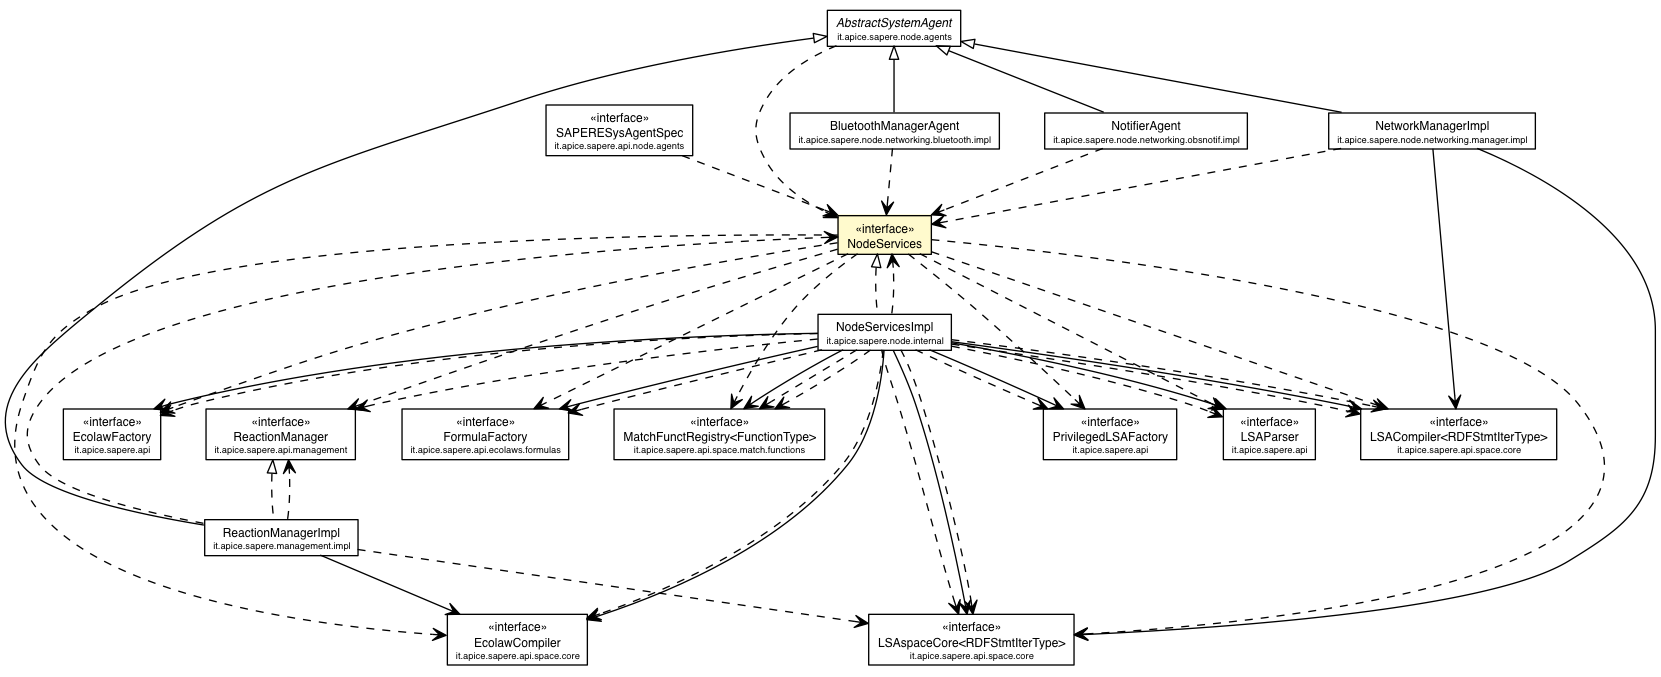 AbstractSystemAgent
it.apice.sapere.node.agents
«interface»
SAPERESysAgentSpec
it.apice.sapere.api.node.agents
BluetoothManagerAgent
it.apice.sapere.node.networking.bluetooth.impl
NotifierAgent
it.apice.sapere.node.networking.obsnotif.impl
NetworkManagerImpl
it.apice.sapere.node.networking.manager.impl
«interface»
NodeServices
NodeServicesImpl
it.apice.sapere.node.internal
«interface»
EcolawFactory
it.apice.sapere.api
«interface»
ReactionManager
it.apice.sapere.api.management
«interface»
FormulaFactory
it.apice.sapere.api.ecolaws.formulas
«interface»
MatchFunctRegistry<FunctionType>
it.apice.sapere.api.space.match.functions
«interface»
PrivilegedLSAFactory
it.apice.sapere.api
«interface»
LSAParser
it.apice.sapere.api
«interface»
LSACompiler<RDFStmtIterType>
it.apice.sapere.api.space.core
ReactionManagerImpl
it.apice.sapere.management.impl
«interface»
EcolawCompiler
it.apice.sapere.api.space.core
«interface»
LSAspaceCore<RDFStmtIterType>
it.apice.sapere.api.space.core